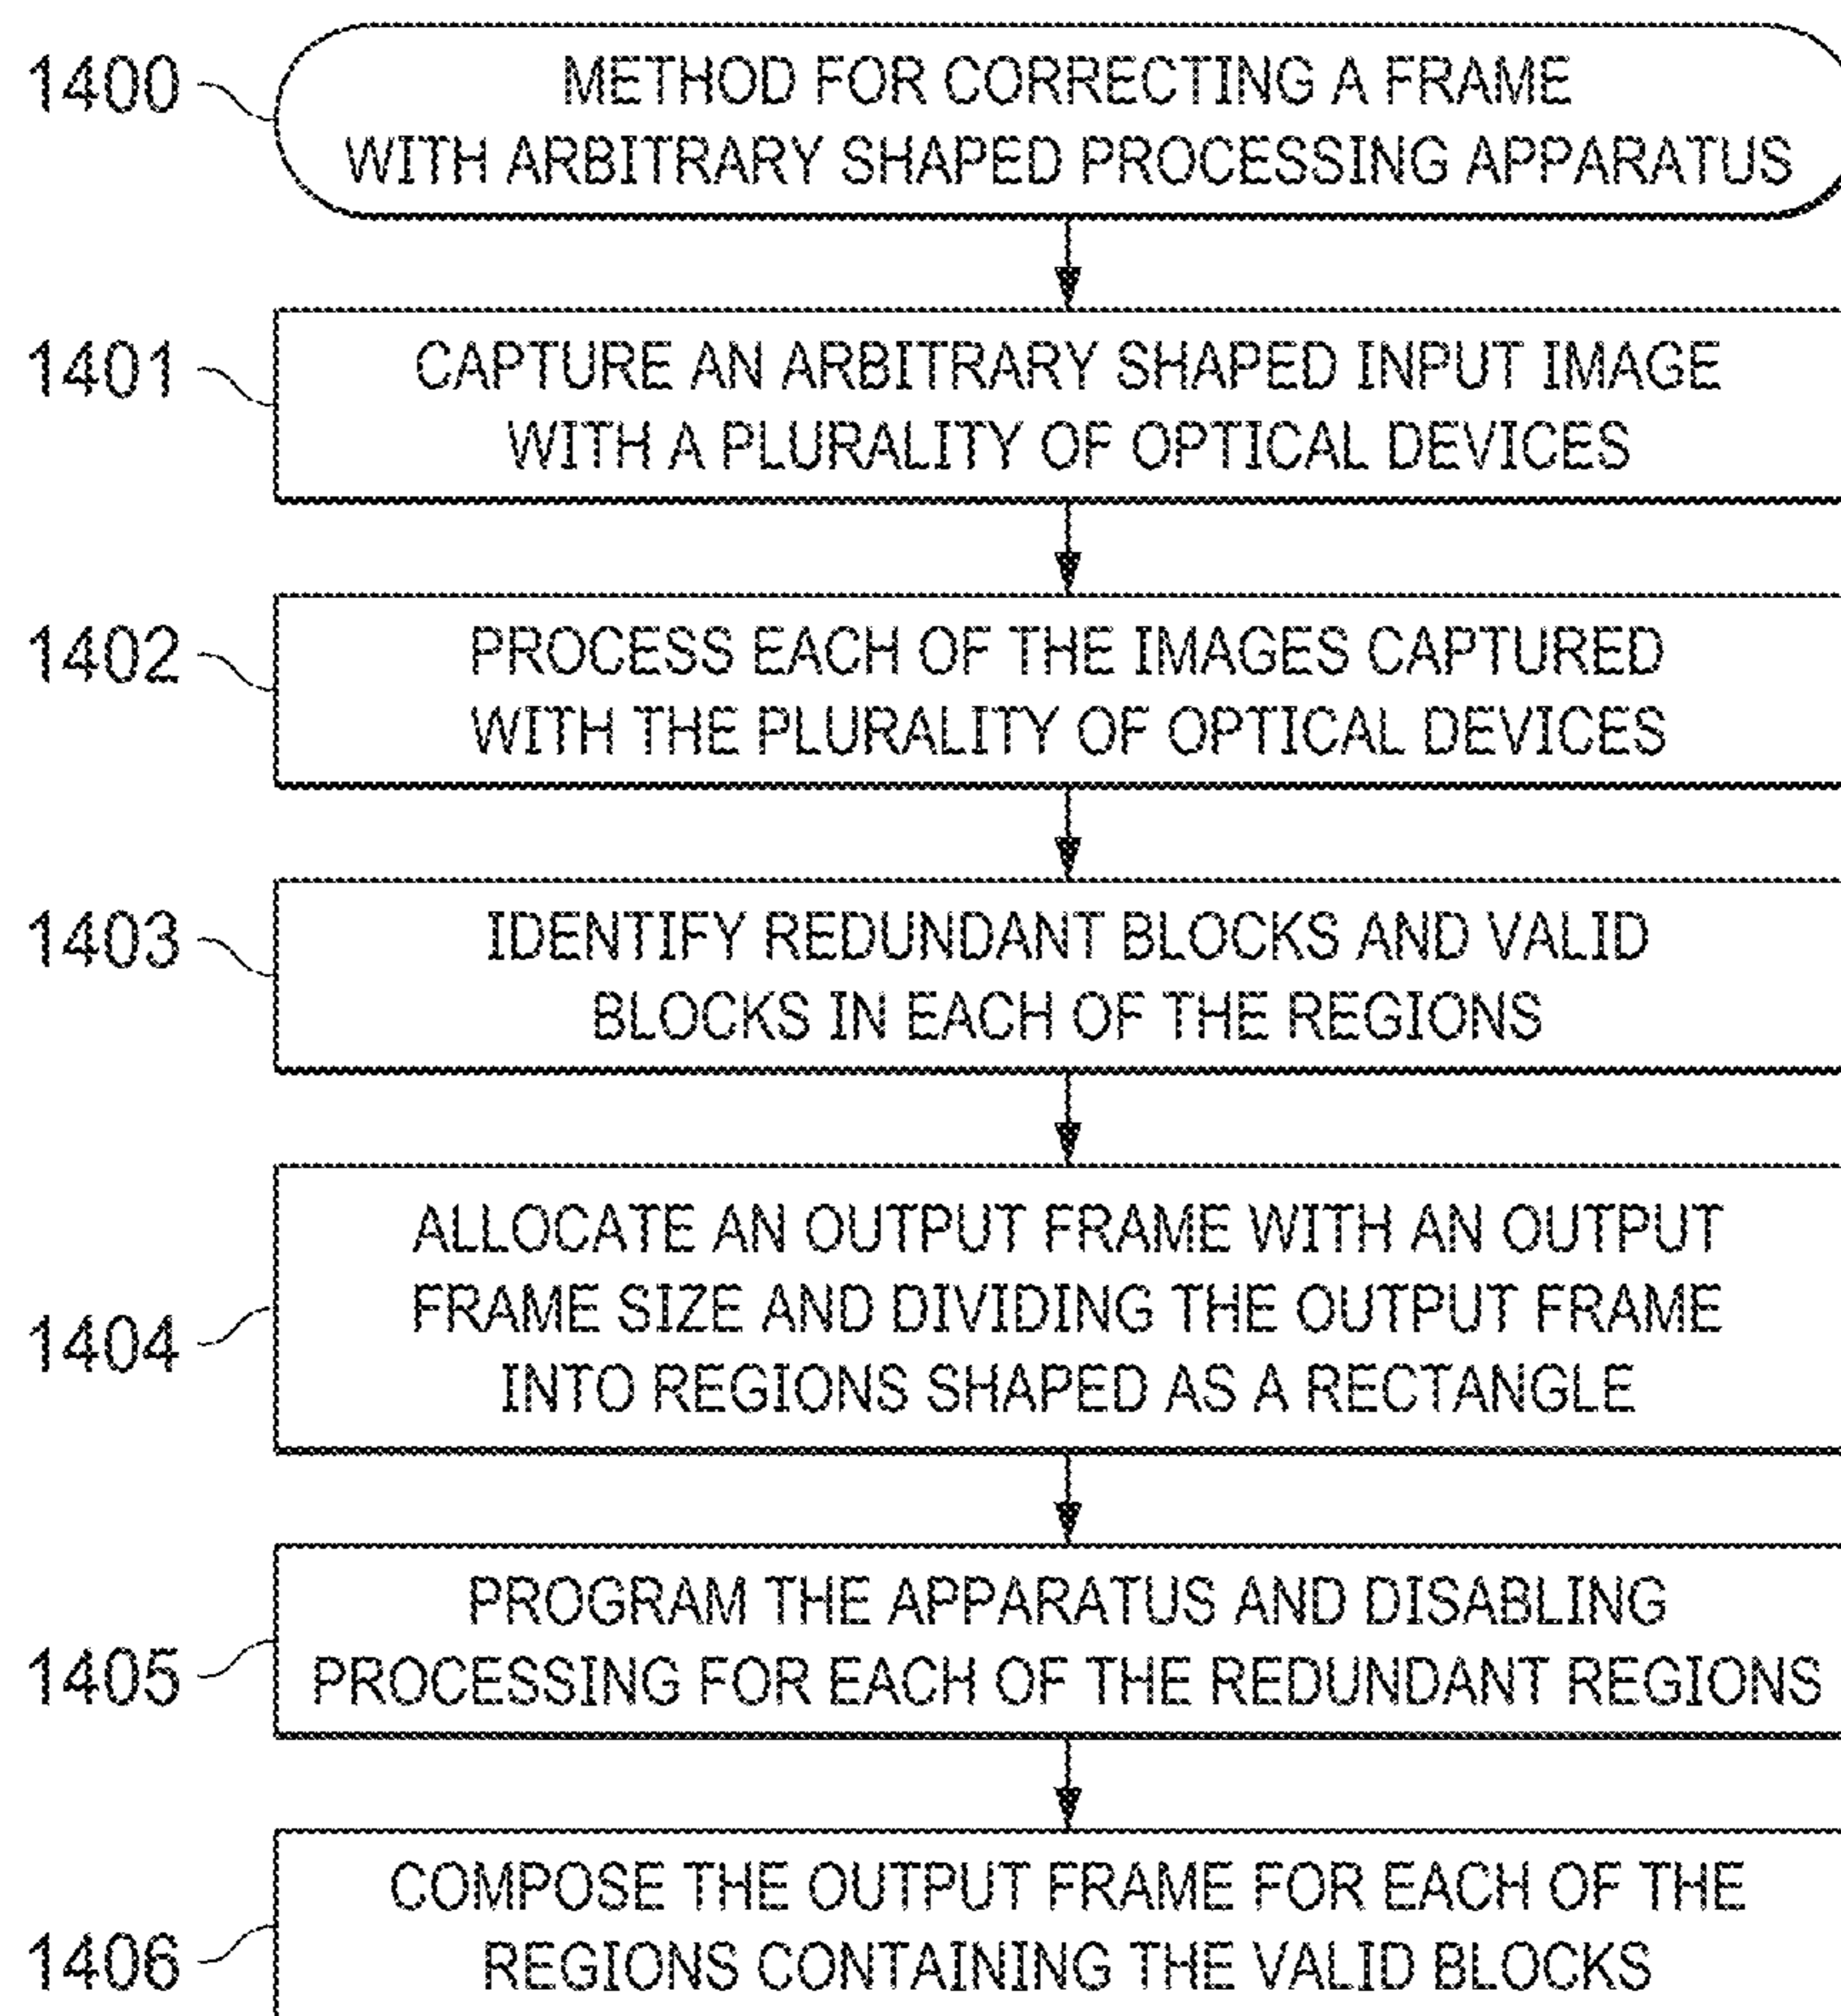 1400
METHOD FOR CORRECTING A FRAME
WITH ARBITRARY SHAPED PROCESSING APPARATUS
1401
CAPTURE AN ARBITRARY SHAPED INPUT IMAGE
WITH A PLURALITY OF OPTICAL DEVICES
1402
PROCESS EACH OF THE IMAGES CAPTURED
WITH THE PLURALITY OF OPTICAL DEVICES
1403
IDENTIFY REDUNDANT BLOCKS AND VALID
BLOCKS IN EACH OF THE REGIONS
1404
ALLOCATE AN OUTPUT FRAME WITH AN OUTPUT
FRAME SIZE AND DIVIDING THE OUTPUT FRAME
INTO REGIONS SHAPED AS A RECTANGLE
1405
PROGRAM THE APPARATUS AND DISABLING
PROCESSING FOR EACH OF THE REDUNDANT REGIONS
1406
COMPOSE THE OUTPUT FRAME FOR EACH OF THE
REGIONS CONTAINING THE VALID BLOCKS